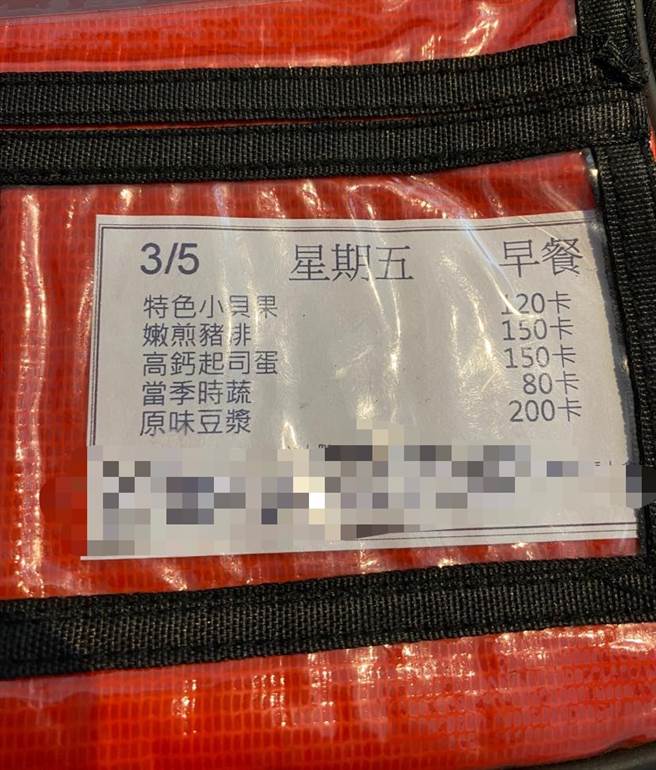 3/5 星期五 早餐
特色小貝果 120卡
嫩煎豬排 150卡
高鈣起司蛋 150卡
當季時蔬 80卡
原味豆漿 200卡